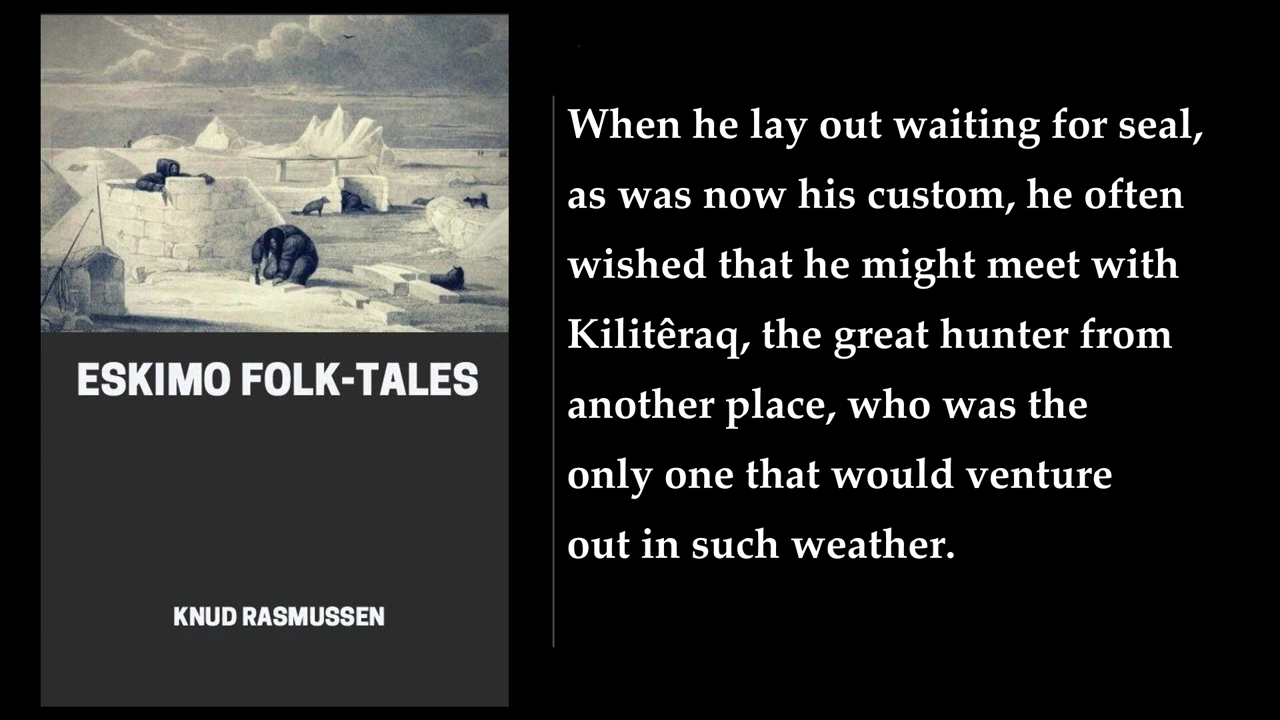 ESKIMO FOLK-TALES
KNUD RASMUSSEN
When he lay out waiting for seal,
as was now his custom, he often
wished that he might meet with
Kilitêraq, the great hunter from
another place, who was the
only one that would venture
out in such weather.